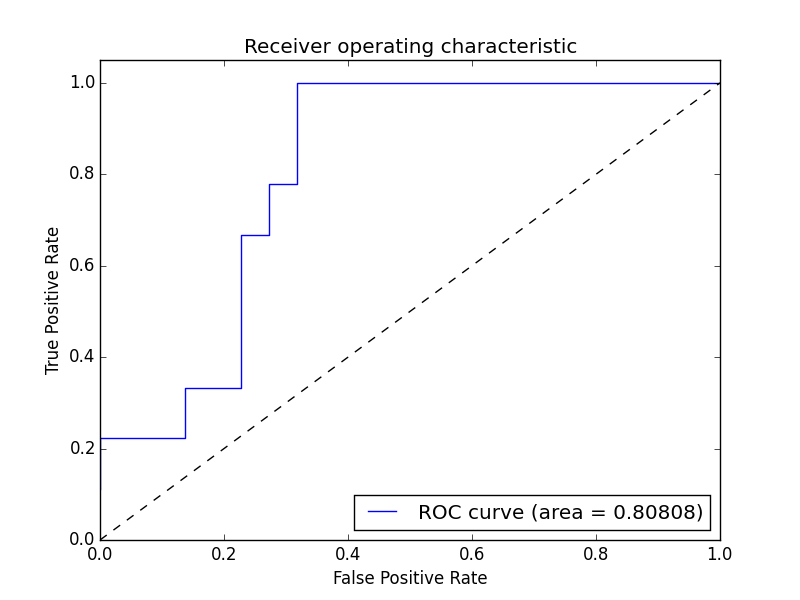 Receiver operating characteristic
1.0
0.8
0.6
0.4
0.2
0.0
True Positive Rate
ROC curve (area = 0.80808)
0.0 0.2 0.4 0.6 0.8 1.0
False Positive Rate